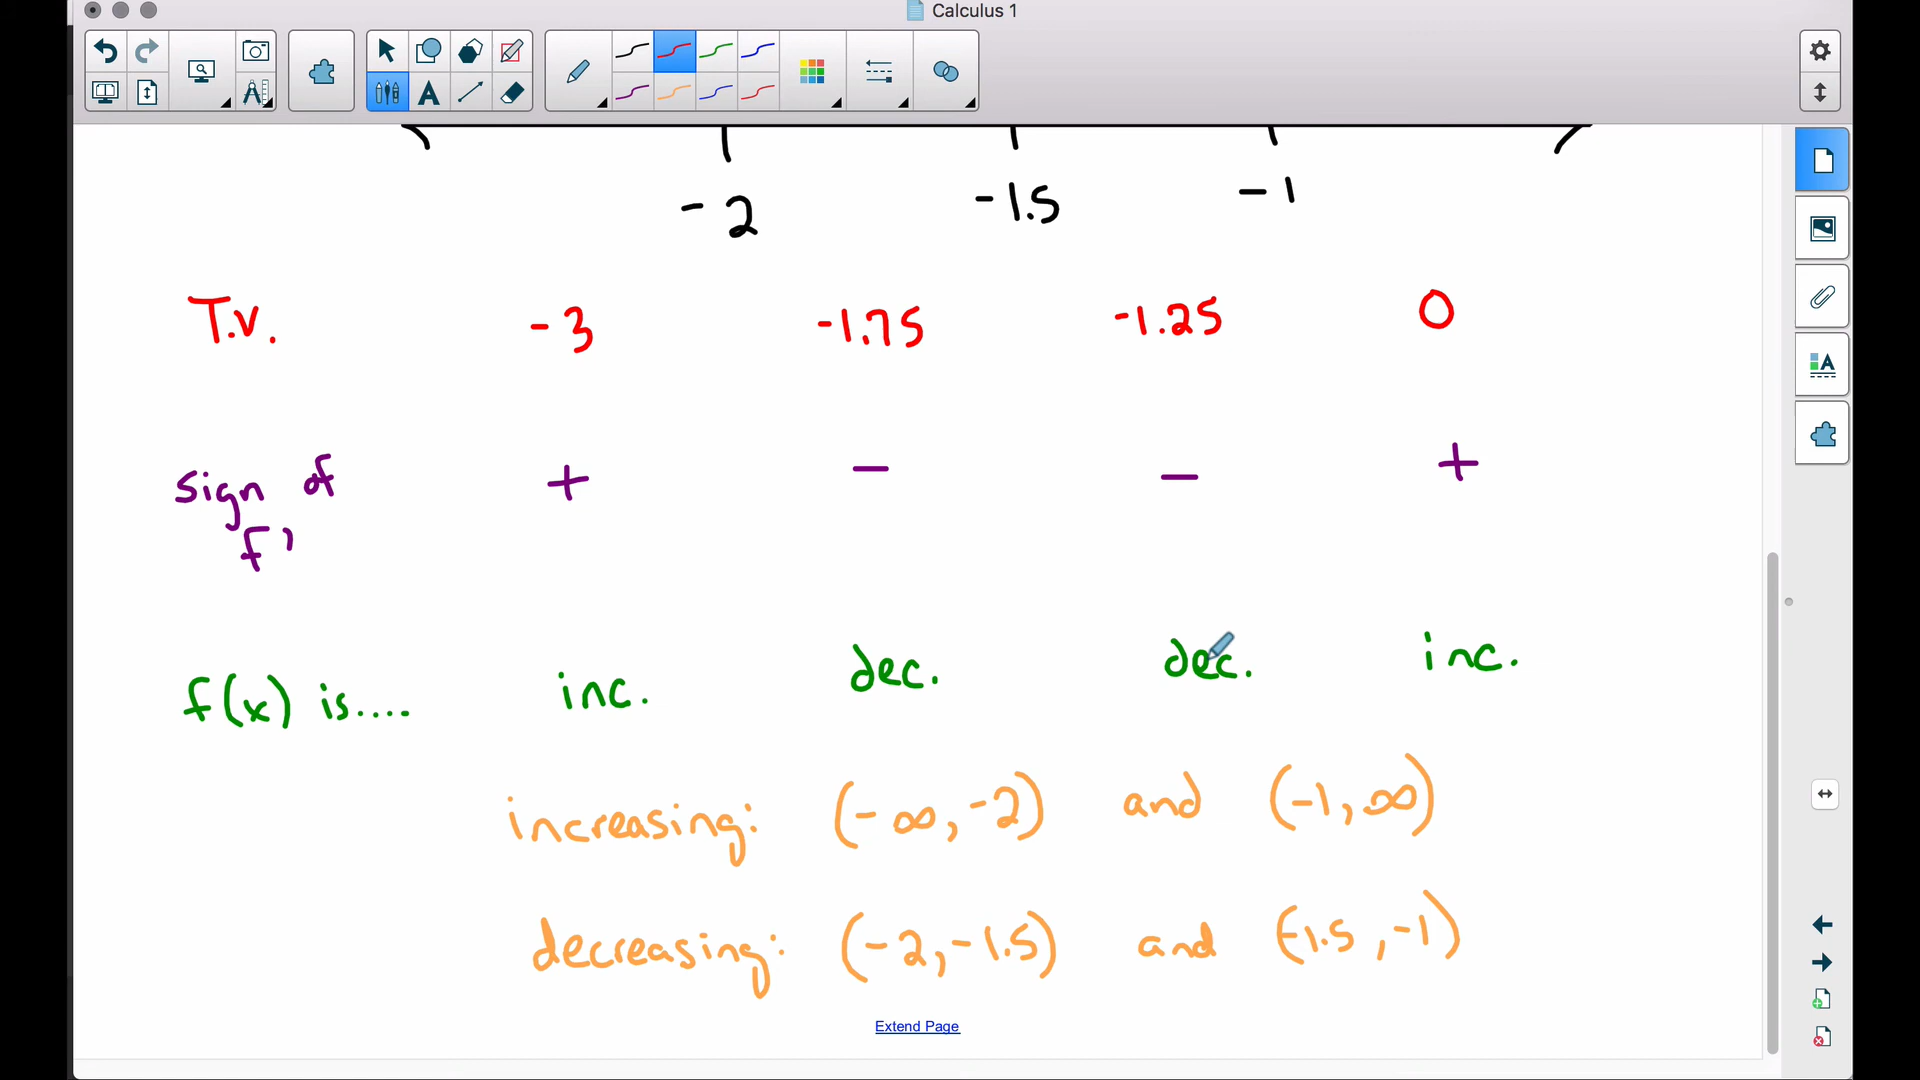 Calculus 1
-2 -1.5 -1
T.v. -3 -1.75 -1.25 0
sign of + - - +
f'
f(x) is.... inc. dec. dec. inc.
increasing: (-∞, -2) and (-1, ∞)
decreasing: (-2, -1.5) and (-1.5, -1)
Extend Page